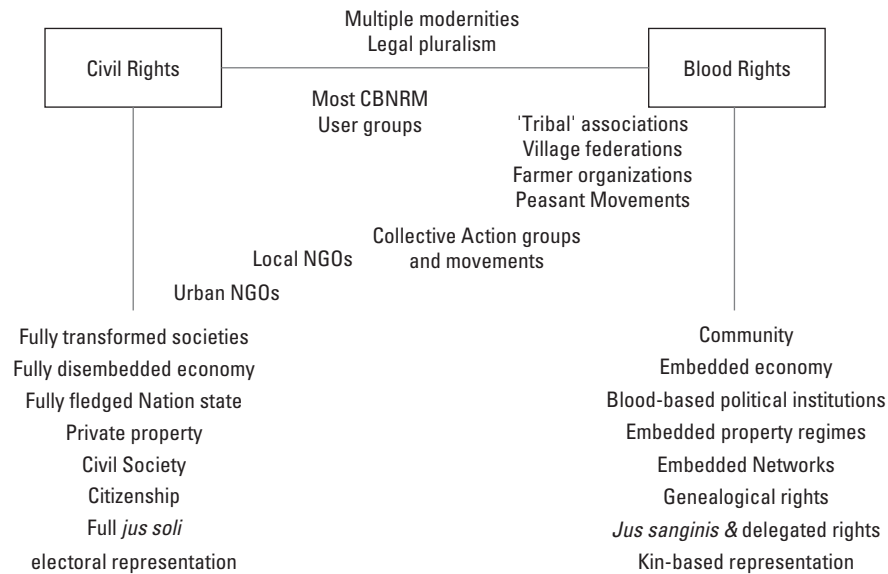 Multiple modernities
Legal pluralism
Civil Rights
Blood Rights
Most CBNRM
User groups
'Tribal' associations
Village federations
Farmer organizations
Peasant Movements
Collective Action groups
and movements
Local NGOs
Urban NGOs
Fully transformed societies
Fully disembedded economy
Fully fledged Nation state
Private property
Civil Society
Citizenship
Full jus soli
electoral representation
Community
Embedded economy
Blood-based political institutions
Embedded property regimes
Embedded Networks
Genealogical rights
Jus sanginis & delegated rights
Kin-based representation